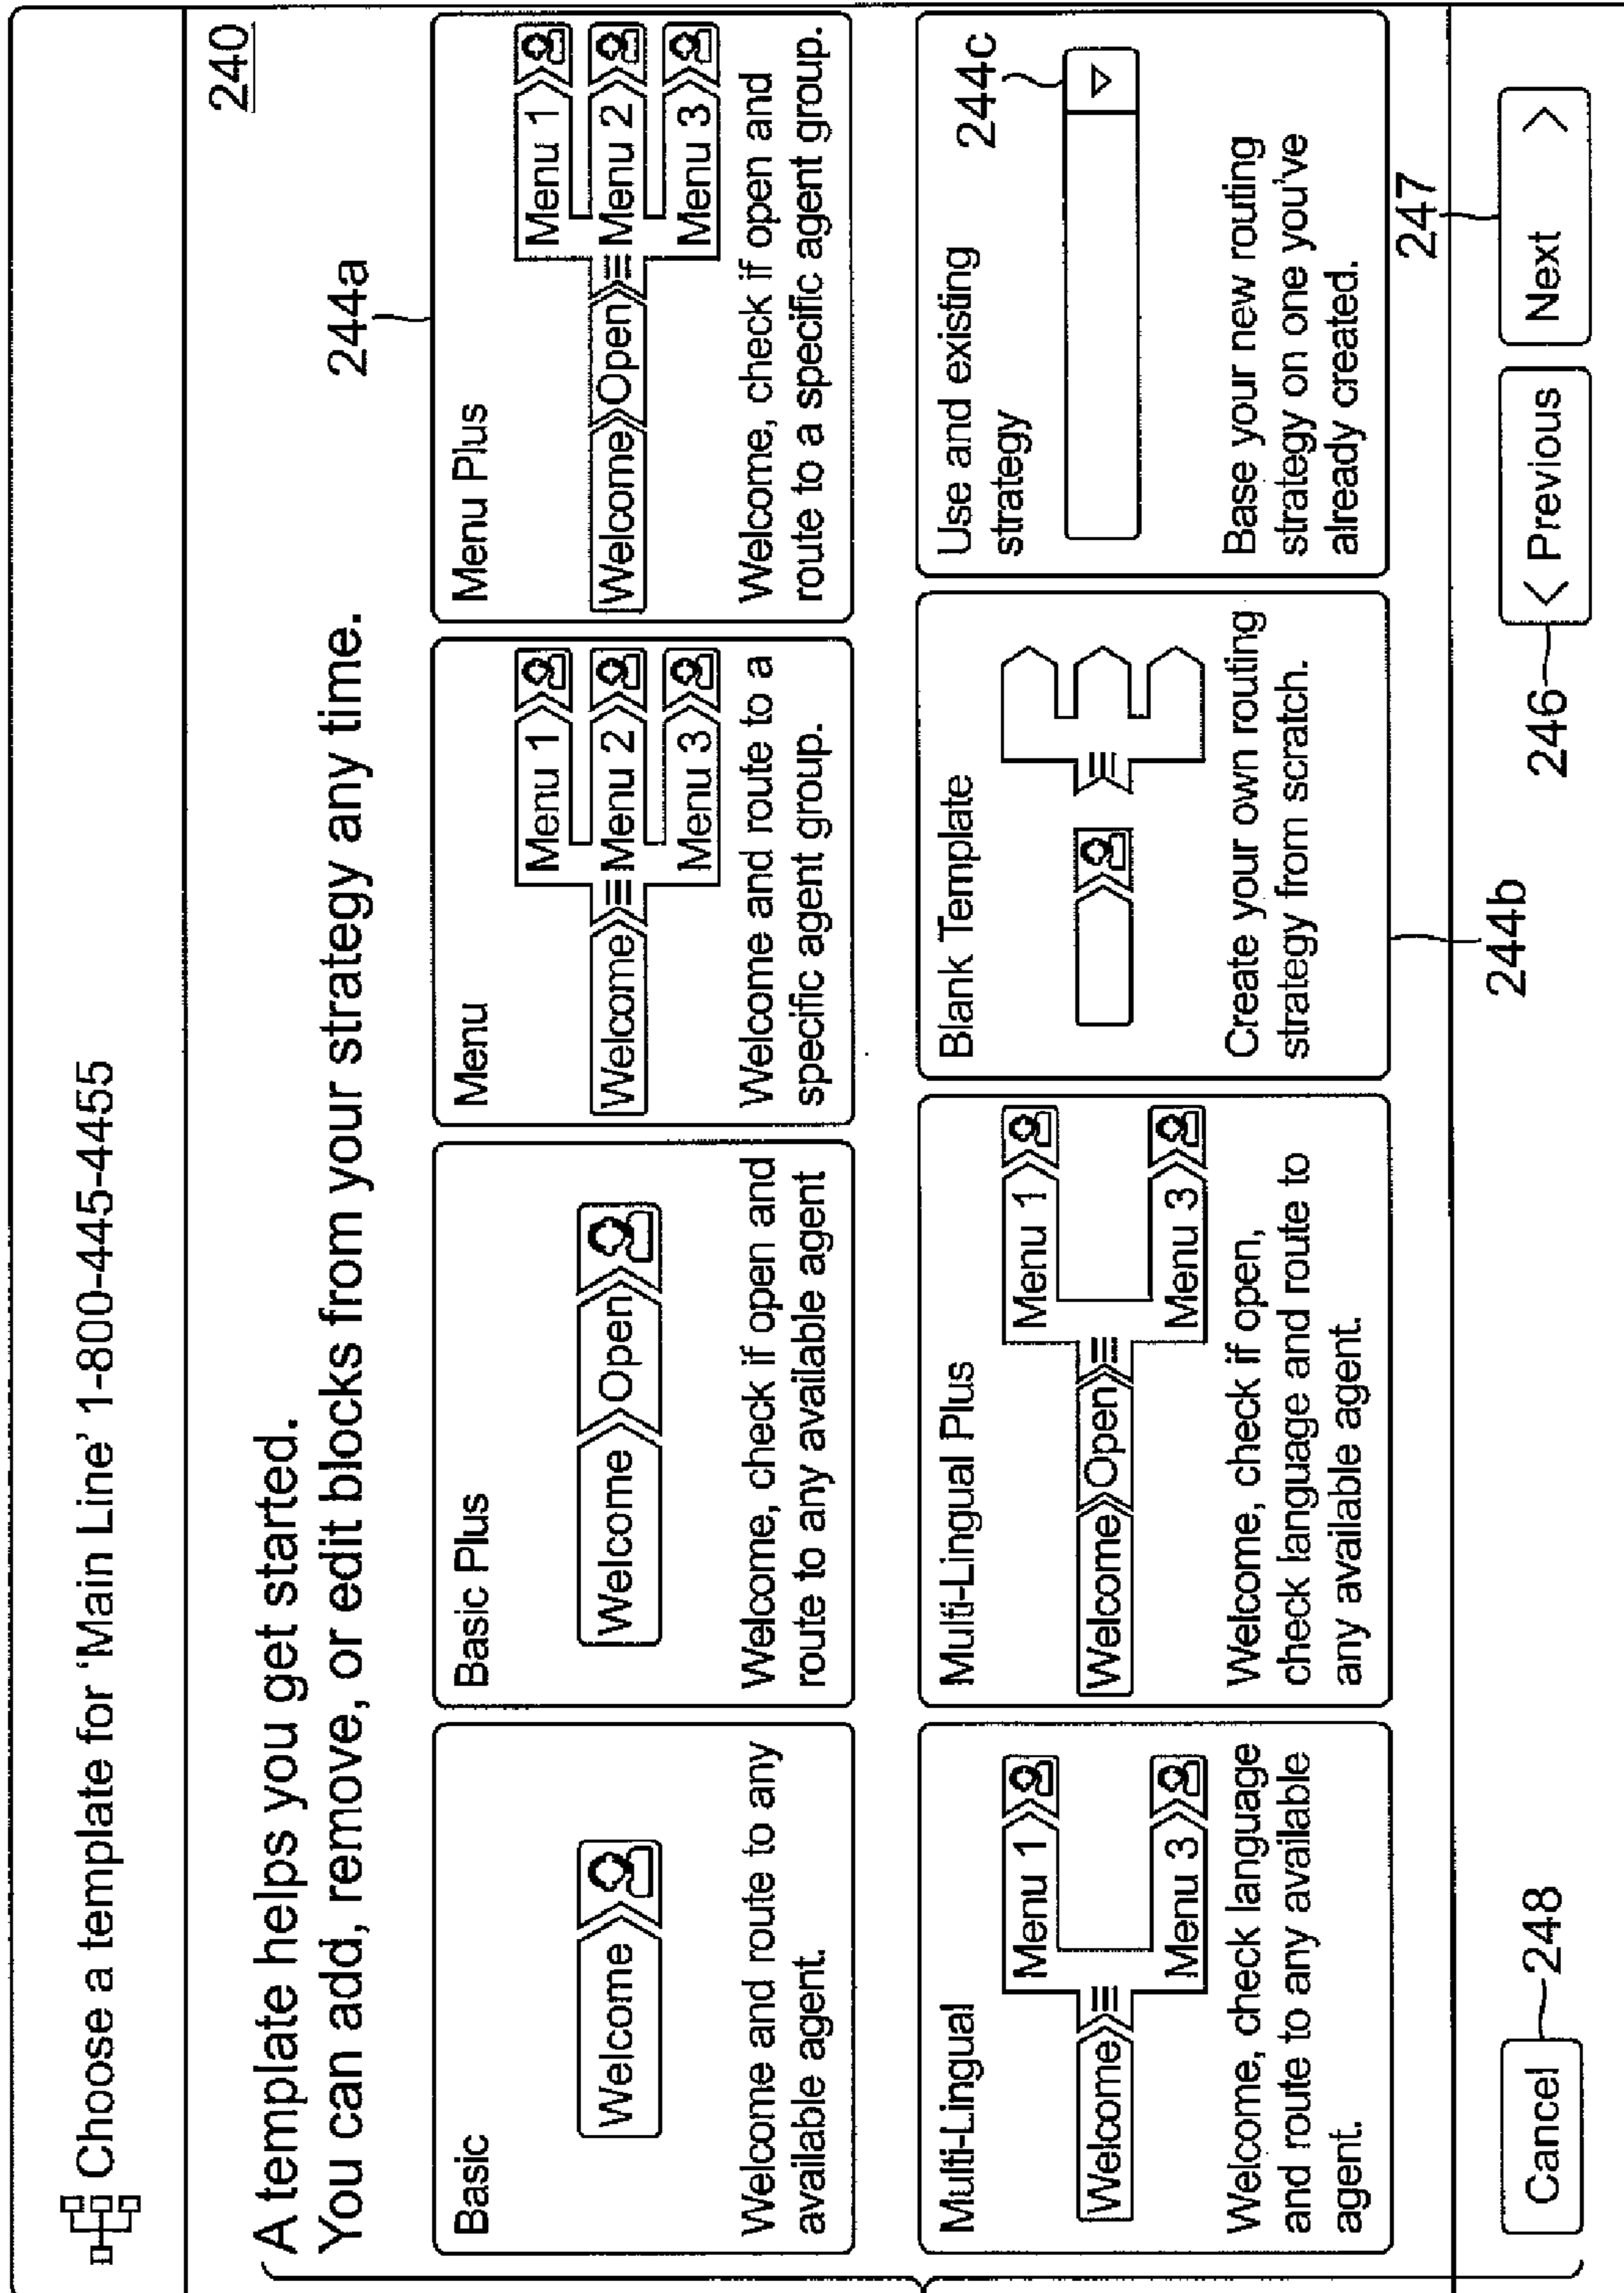 Choose a template for ‘Main Line’ 1-800-445-4455
240
A template helps you get started.
You can add, remove, or edit blocks from your strategy any time.
244a
Basic
Welcome
Welcome and route to any
available agent.
Basic Plus
Welcome Open
Welcome, check if open and
route to any available agent
Menu
Welcome
Menu 1
Menu 2
Menu 3
Welcome and route to a
specific agent group.
Menu Plus
Welcome Open
Menu 1
Menu 2
Menu 3
Welcome, check if open and
route to a specific agent group.
Multi-Lingual
Welcome
Menu 1
Menu 3
Welcome, check language
and route to any available
agent.
Multi-Lingual Plus
Welcome Open
Menu 1
Menu 3
Welcome, check if open,
check language and route to
any available agent.
Blank Template
Create your own routing
strategy from scratch.
244b
Use and existing
strategy
244c
Base your new routing
strategy on one you’ve
already created.
Cancel
248
246
< Previous
Next >
247